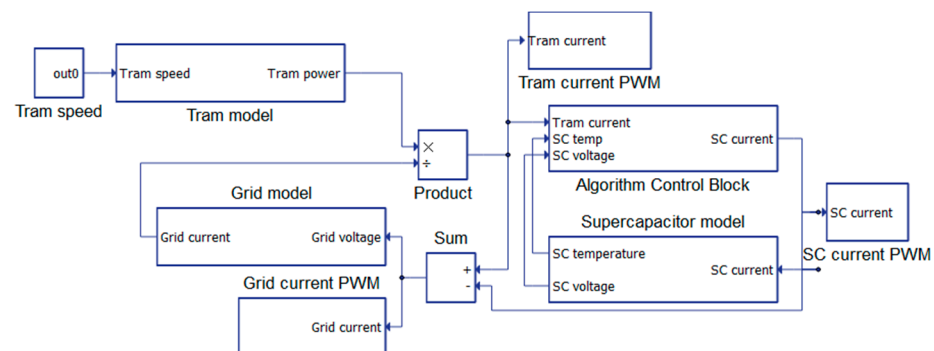 Tram current
Tram current PWM
out0
Tram speed
Tram speed
Tram power
Tram model
×
÷
Product
Tram current
SC temp
SC voltage
SC current
Algorithm Control Block
Grid model
Grid current
Grid voltage
Sum
+
-
Supercapacitor model
SC temperature
SC voltage
SC current
SC current
SC current PWM
Grid current PWM
Grid current